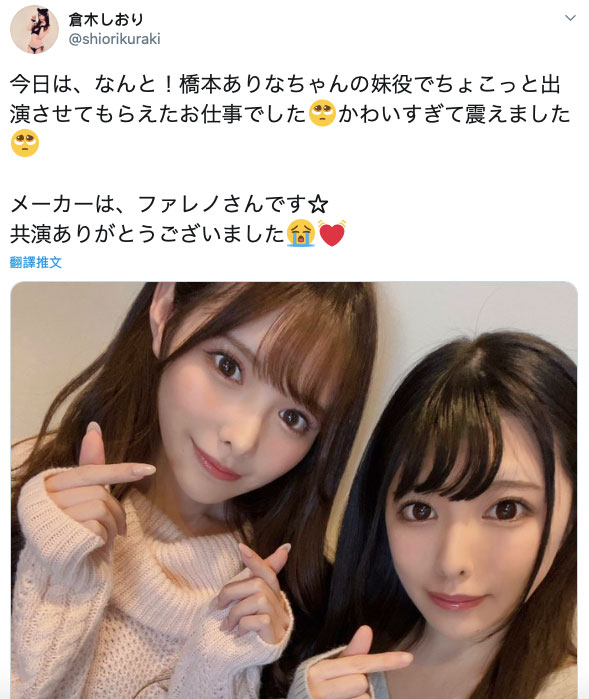 倉木しおり
@shiorikuraki
今日は、なんと！橋本ありなちゃんの妹役でちょこっと出
演させてもらえたお仕事でした🥺かわいすぎて震えました
🥺
メーカーは、ファレノさんです☆
共演ありがとうございました😭💓
翻譯推文